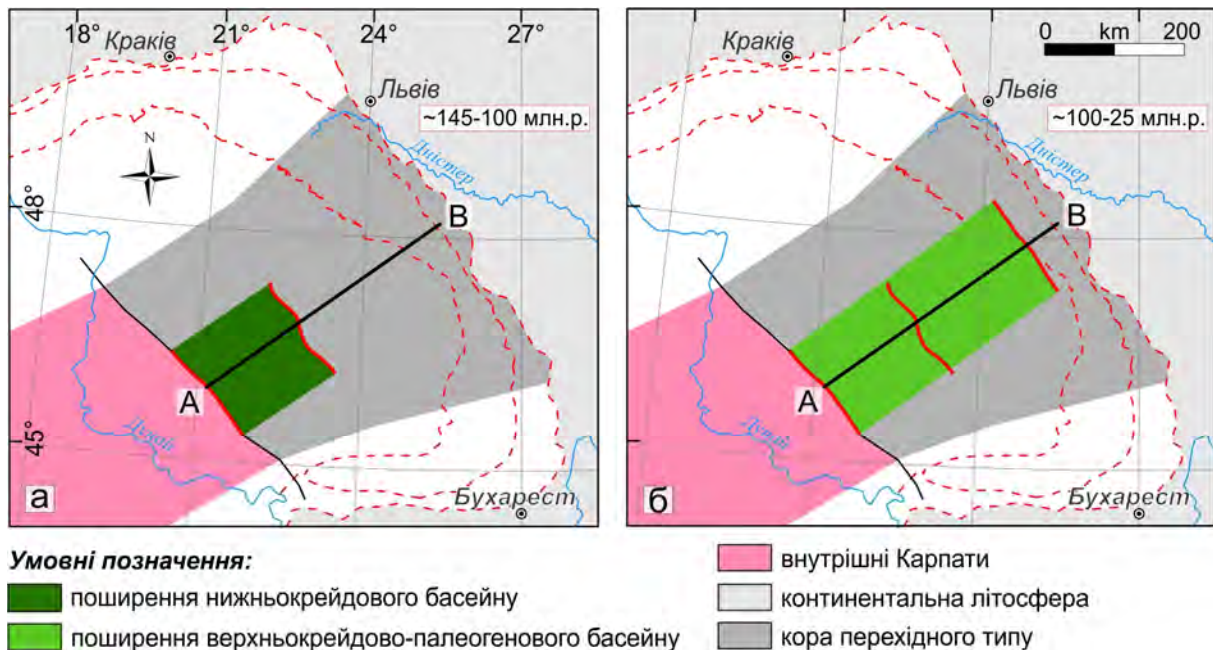 18° 21° 24° 27°
Краків
Львів
~145-100 млн.р.
N
Дністер
48°
B
A
45°
Дунай
Бухарест
а
0 km 200
Краків
Львів
~100-25 млн.р.
Дністер
B
A
Дунай
Бухарест
б
Умовні позначення:
поширення нижньокрейдового басейну
поширення верхньокрейдово-палеогенового басейну
внутрішні Карпати
континентальна літосфера
кора перехідного типу